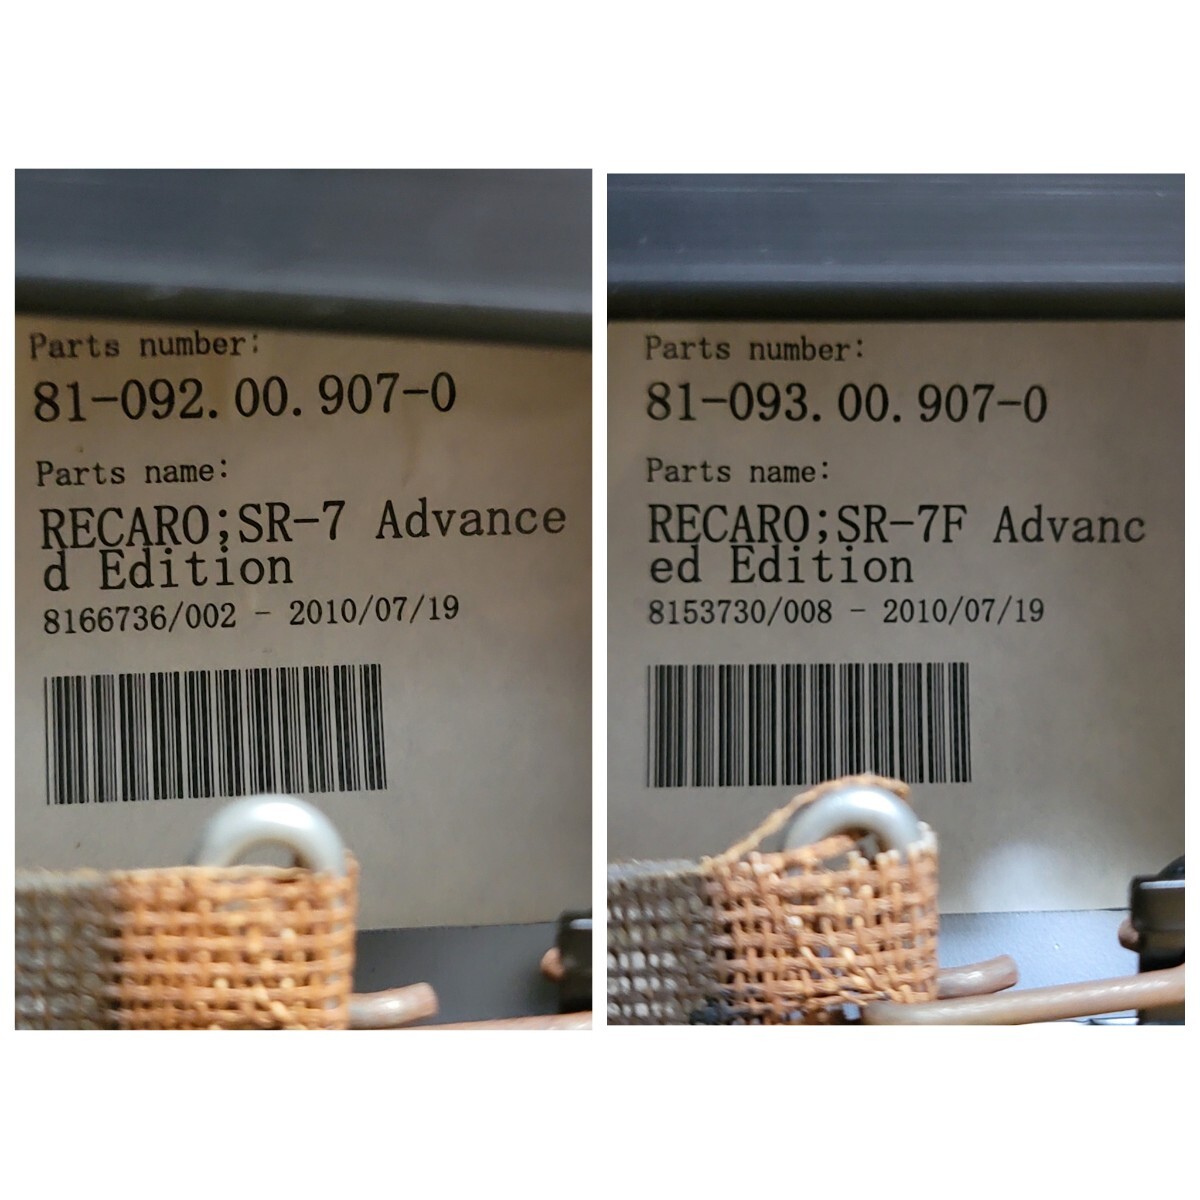 Parts number:
81-092.00.907-0
Parts name:
RECARO;SR-7 Advance
d Edition
8166736/002 - 2010/07/19
Parts number:
81-093.00.907-0
Parts name:
RECARO;SR-7F Advanc
ed Edition
8153730/008 - 2010/07/19